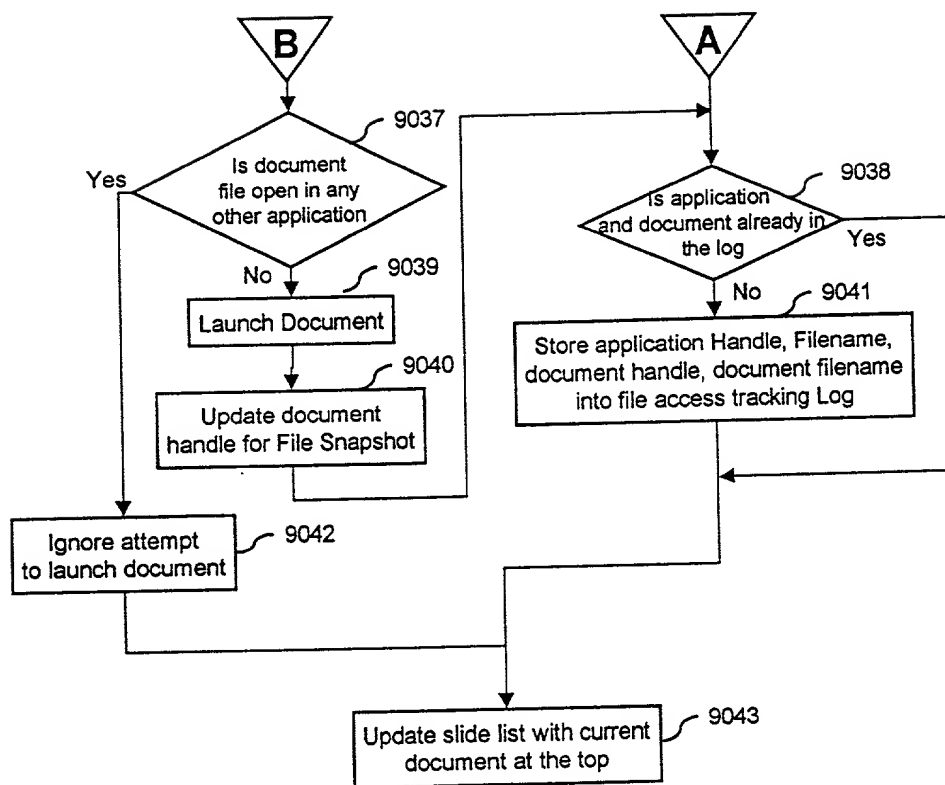 B
A
9037
Is document
file open in any
other application
Yes
No
9038
Is application
and document already in
the log
Yes
No
9039
Launch Document
9040
Update document
handle for File Snapshot
9041
Store application Handle, Filename,
document handle, document filename
into file access tracking Log
9042
Ignore attempt
to launch document
9043
Update slide list with current
document at the top